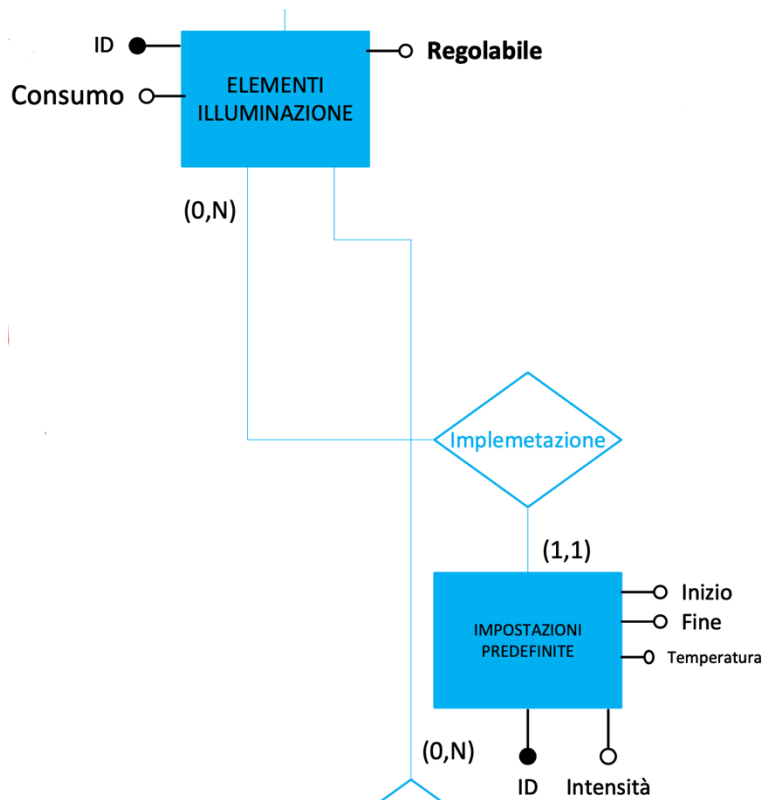 ID
Regolabile
Consumo
ELEMENTI
ILLUMINAZIONE
(0,N)
Implemetazione
(1,1)
Inizio
Fine
Temperatura
IMPOSTAZIONI
PREDEFINITE
(0,N)
ID
Intensità